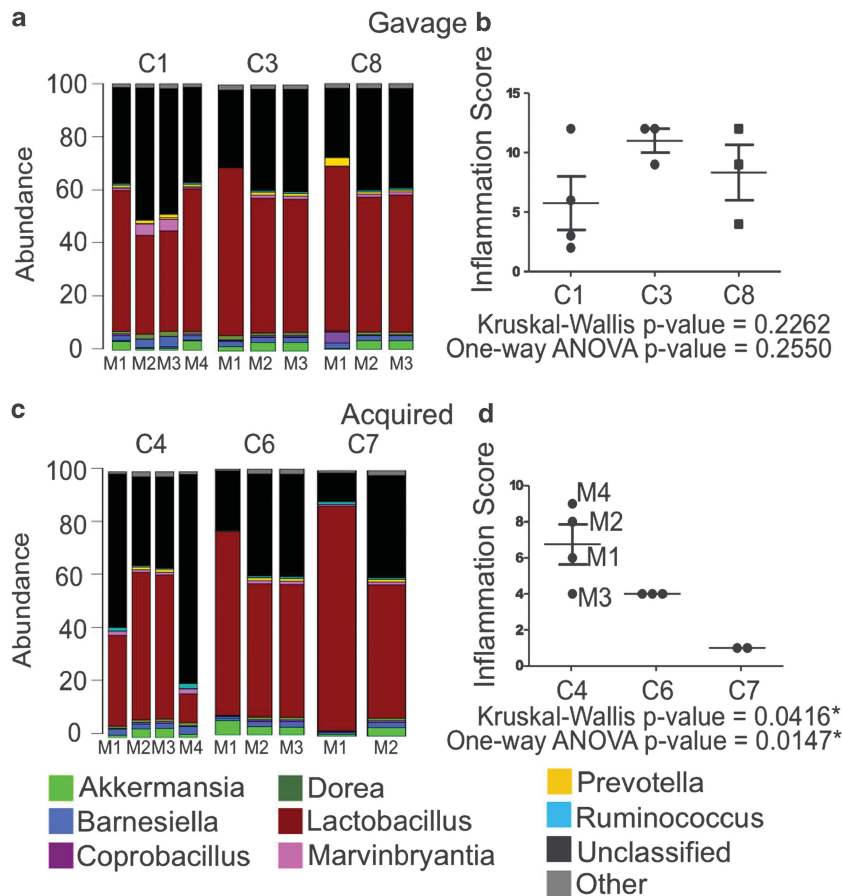 a Gavage b
C1 C3 C8
Abundance
100
80
60
40
20
0
M1 M2 M3 M4 M1 M2 M3 M1 M2 M3
Inflammation Score
15
10
5
0
C1 C3 C8
Kruskal-Wallis p-value = 0.2262
One-way ANOVA p-value = 0.2550
c Acquired d
C4 C6 C7
Abundance
100
80
60
40
20
0
M1 M2 M3 M4 M1 M2 M3 M1 M2
Inflammation Score
10
8
6
4
2
0
M4
M2
M1
M3
C4 C6 C7
Kruskal-Wallis p-value = 0.0416*
One-way ANOVA p-value = 0.0147*
Akkermansia
Barnesiella
Coprobacillus
Dorea
Lactobacillus
Marvinbryantia
Prevotella
Ruminococcus
Unclassified
Other